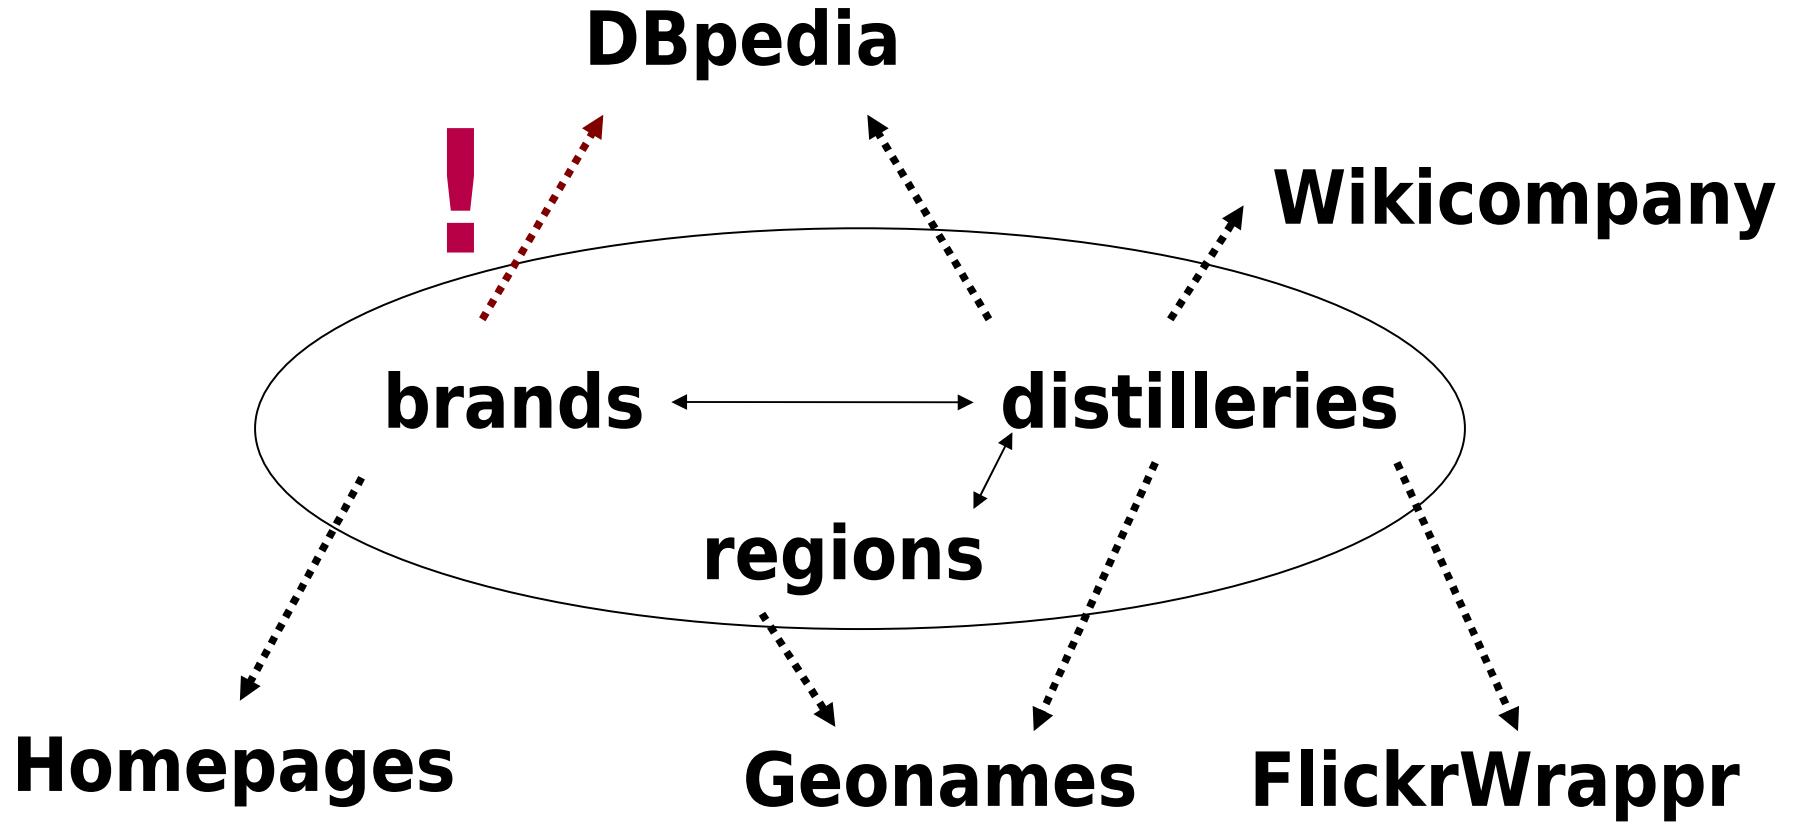 DBpedia
!
Wikicompany
brands
distilleries
regions
Homepages
Geonames
FlickrWrappr